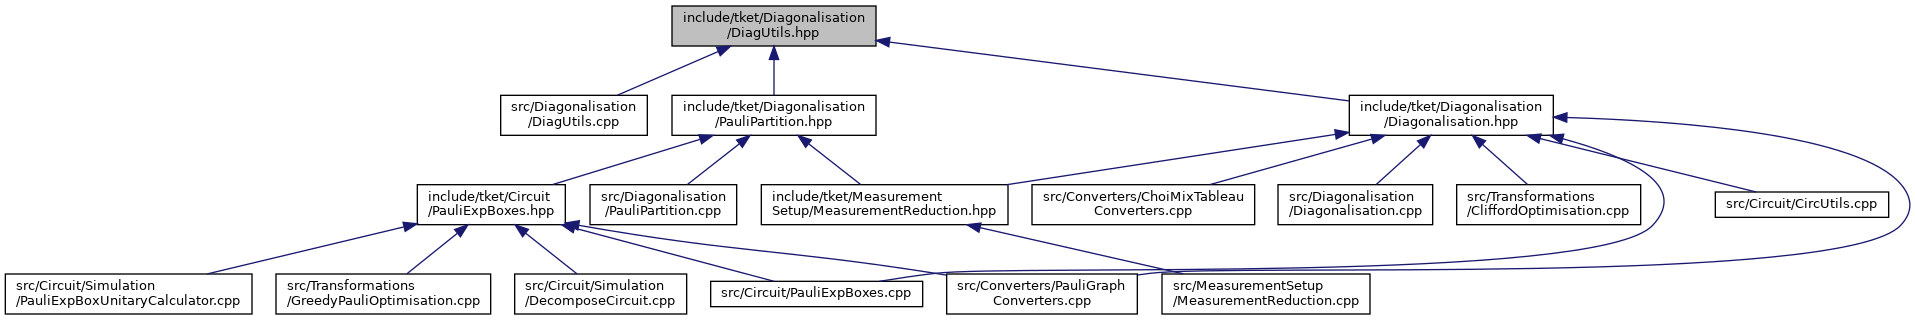 include/tket/Diagonalisation
/DiagUtils.hpp
src/Diagonalisation
/DiagUtils.cpp
include/tket/Diagonalisation
/PauliPartition.hpp
include/tket/Diagonalisation
/Diagonalisation.hpp
include/tket/Circuit
/PauliExpBoxes.hpp
src/Diagonalisation
/PauliPartition.cpp
include/tket/Measurement
Setup/MeasurementReduction.hpp
src/Converters/ChoiMixTableau
Converters.cpp
src/Diagonalisation
/Diagonalisation.cpp
src/Transformations
/CliffordOptimisation.cpp
src/Circuit/CircUtils.cpp
src/Circuit/Simulation
/PauliExpBoxUnitaryCalculator.cpp
src/Transformations
/GreedyPauliOptimisation.cpp
src/Circuit/Simulation
/DecomposeCircuit.cpp
src/Circuit/PauliExpBoxes.cpp
src/Converters/PauliGraph
Converters.cpp
src/MeasurementSetup
/MeasurementReduction.cpp